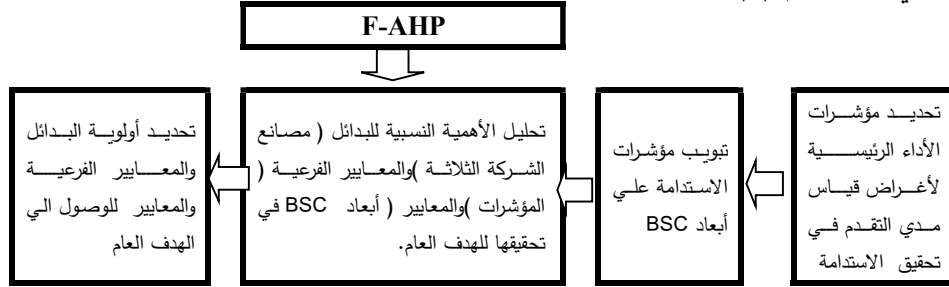 F-AHP
تحديد مؤشرات
الأداء الرئيسية
لأغراض قياس
مدي التقدم في
تحقيق الاستدامة
تبويب مؤشرات
الاستدامة علي
أبعاد BSC
تحليل الأهمية النسبية للبدائل ( مصانع
الشركة الثلاثة )والمعايير الفرعية (
المؤشرات )والمعايير ( أبعاد BSC في
تحقيقها للهدف العام.
تحديد أولوية البدائل
والمعايير الفرعية
والمعايير للوصول الي
الهدف العام